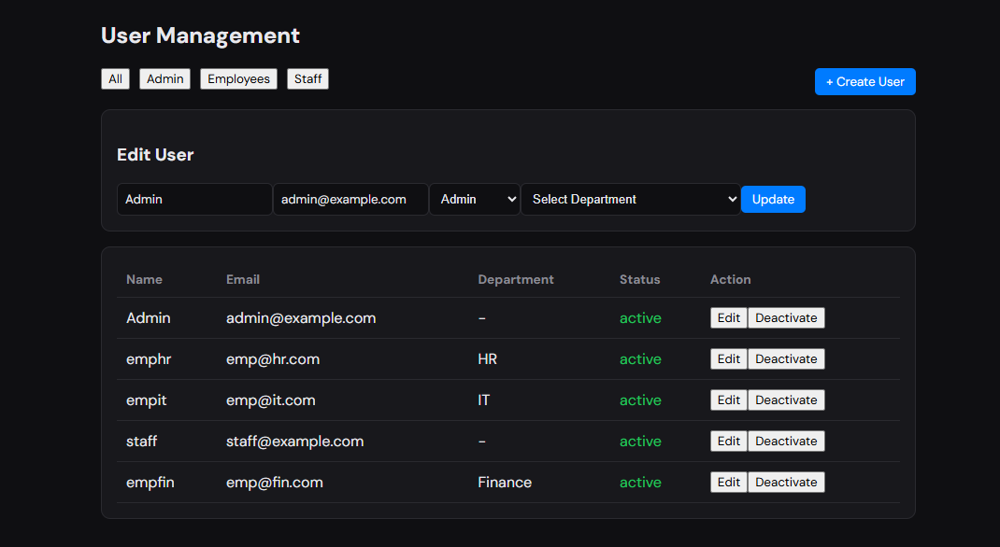 User Management
All Admin Employees Staff + Create User
Edit User
Admin admin@example.com Admin Select Department Update
Name Email Department Status Action
Admin admin@example.com - active Edit Deactivate
emphr emp@hr.com HR active Edit Deactivate
empit emp@it.com IT active Edit Deactivate
staff staff@example.com - active Edit Deactivate
empfin emp@fin.com Finance active Edit Deactivate